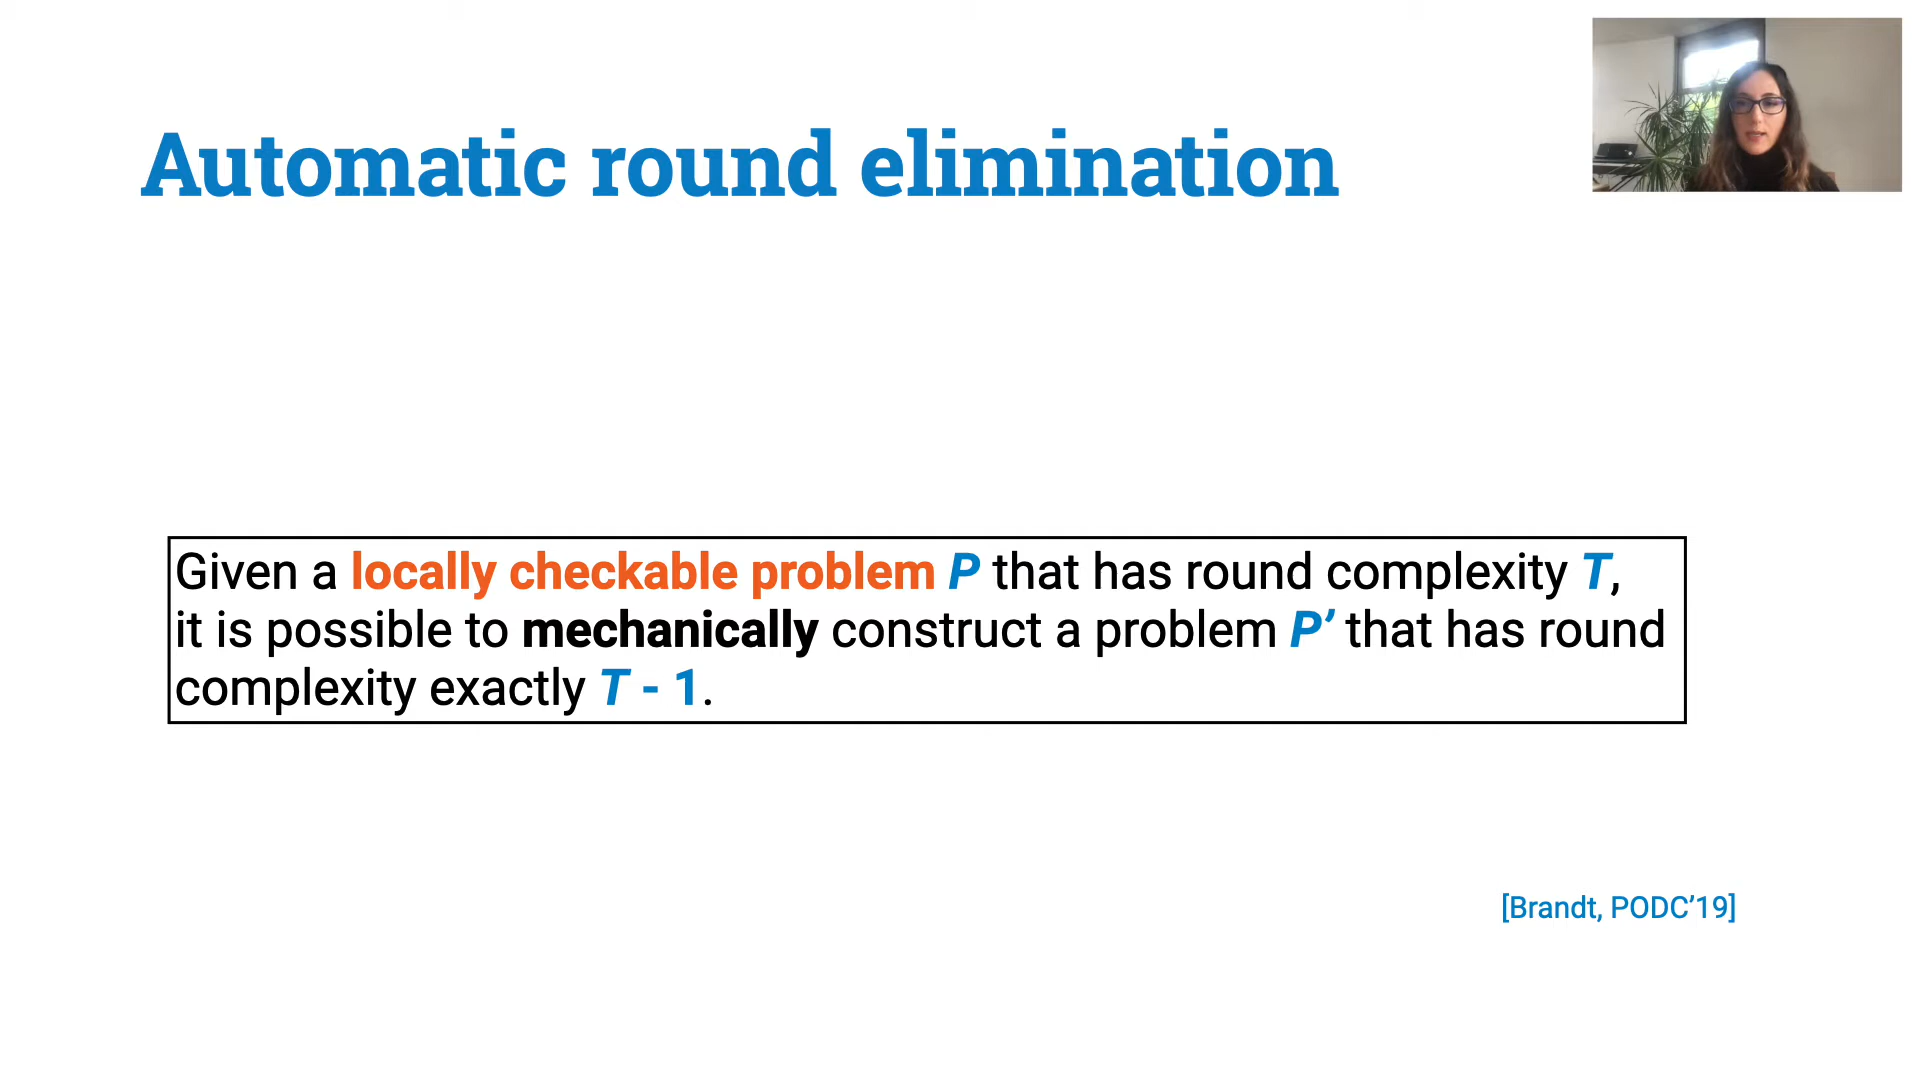 Automatic round elimination
Given a locally checkable problem P that has round complexity T,
it is possible to mechanically construct a problem P’ that has round
complexity exactly T - 1.
[Brandt, PODC’19]